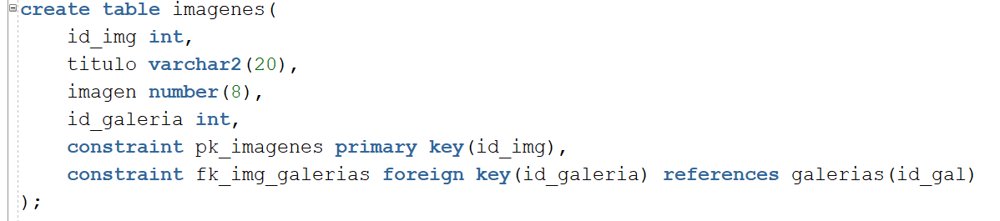 create table imagenes(
id_img int,
titulo varchar2(20),
imagen number(8),
id_galeria int,
constraint pk_imagenes primary key(id_img),
constraint fk_img_galerias foreign key(id_galeria) references galerias(id_gal)
);